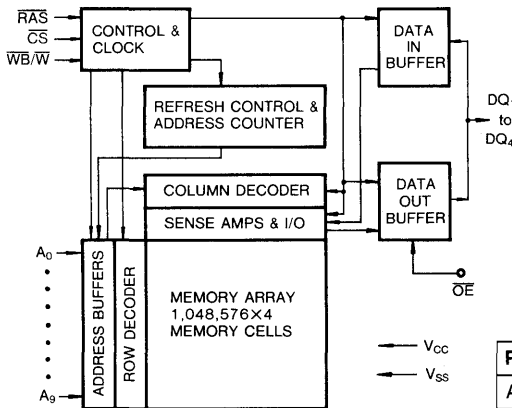 RAS
CS
WB/W
CONTROL &
CLOCK
DATA
IN
BUFFER
REFRESH CONTROL &
ADDRESS COUNTER
DQ
to
DQ4
COLUMN DECODER
SENSE AMPS & I/O
DATA
OUT
BUFFER
OE
A0
A9
ADDRESS BUFFERS
ROW DECODER
MEMORY ARRAY
1,048,576×4
MEMORY CELLS
VCC
VSS